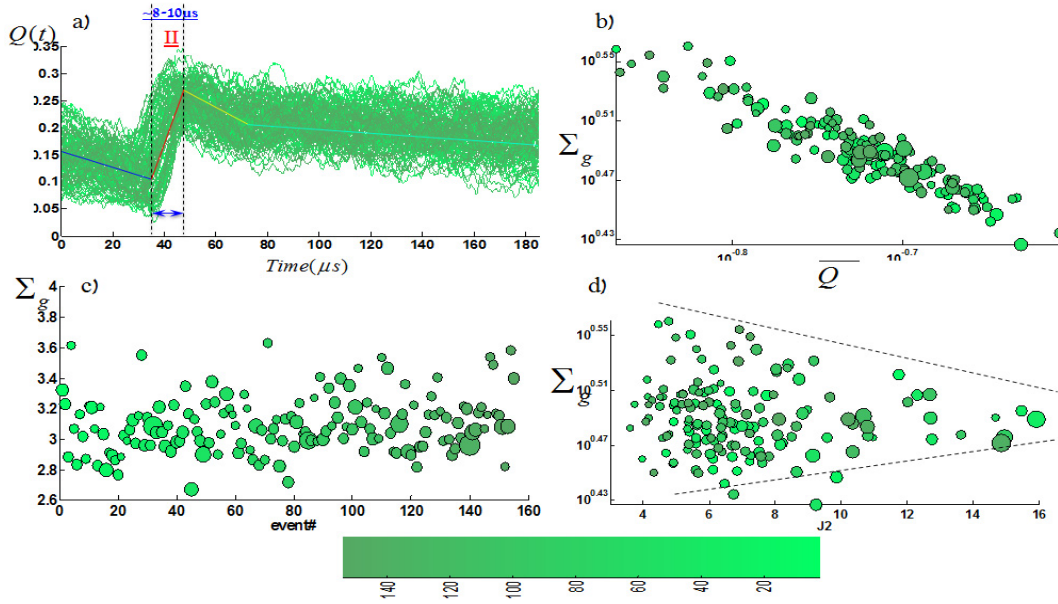 ~8-10μs
a)
Q(t)
II
0.35
0.3
0.25
0.2
0.15
0.1
0.05
0
0 20 40 60 80 100 120 140 160 180
Time(μs)
b)
10^0.55
10^0.51
Σg
10^0.47
10^0.43
10^-0.8 10^-0.7
Q̅
Σg
c)
4
3.8
3.6
3.4
3.2
3
2.8
2.6
0 20 40 60 80 100 120 140 160
event#
d)
10^0.55
Σg
10^0.51
10^0.47
10^0.43
4 6 8 10 12 14 16
J2
140 120 100 80 60 40 20